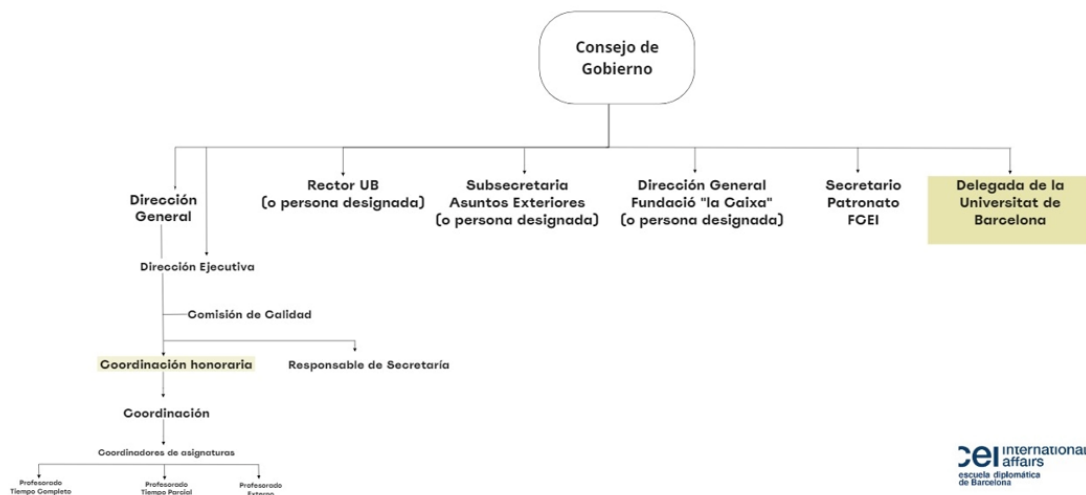 Consejo de
Gobierno
Dirección
General
Rector UB
(o persona designada)
Subsecretaria
Asuntos Exteriores
(o persona designada)
Dirección General
Fundació "la Caixa"
(o persona designada)
Secretario
Patronato
FCEI
Delegada de la
Universitat de
Barcelona
Dirección Ejecutiva
Comisión de Calidad
Coordinación honoraria
Responsable de Secretaría
Coordinación
Coordinadores de asignaturas
Profesorado
Tiempo Completo
Profesorado
Tiempo Parcial
Profesorado
Externo
cei international
affairs
escuela diplomática
de Barcelona